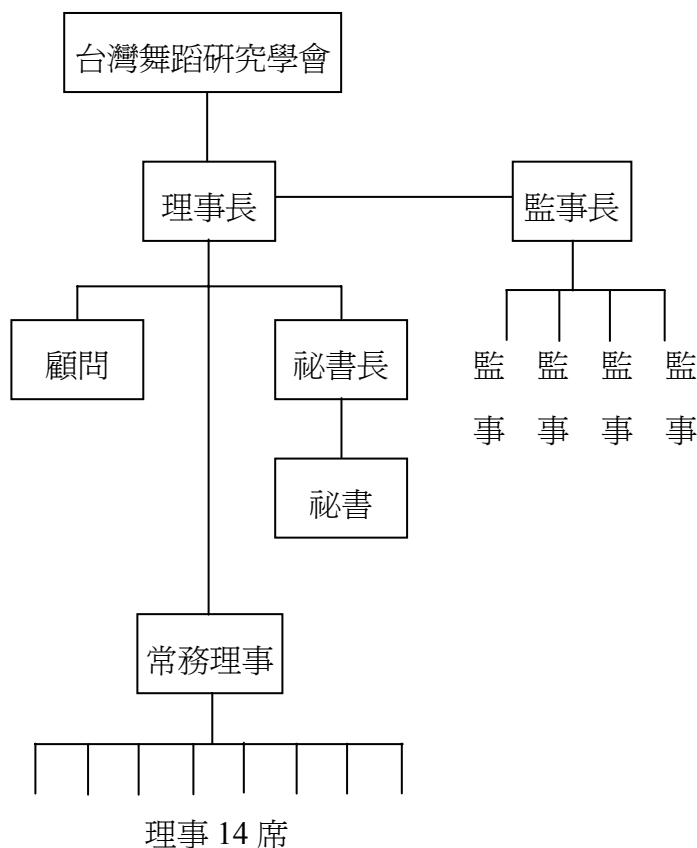 台灣舞蹈研究學會
理事長
監事長
顧問
祕書長
監事
監事
監事
監事
祕書
常務理事
理事 14 席